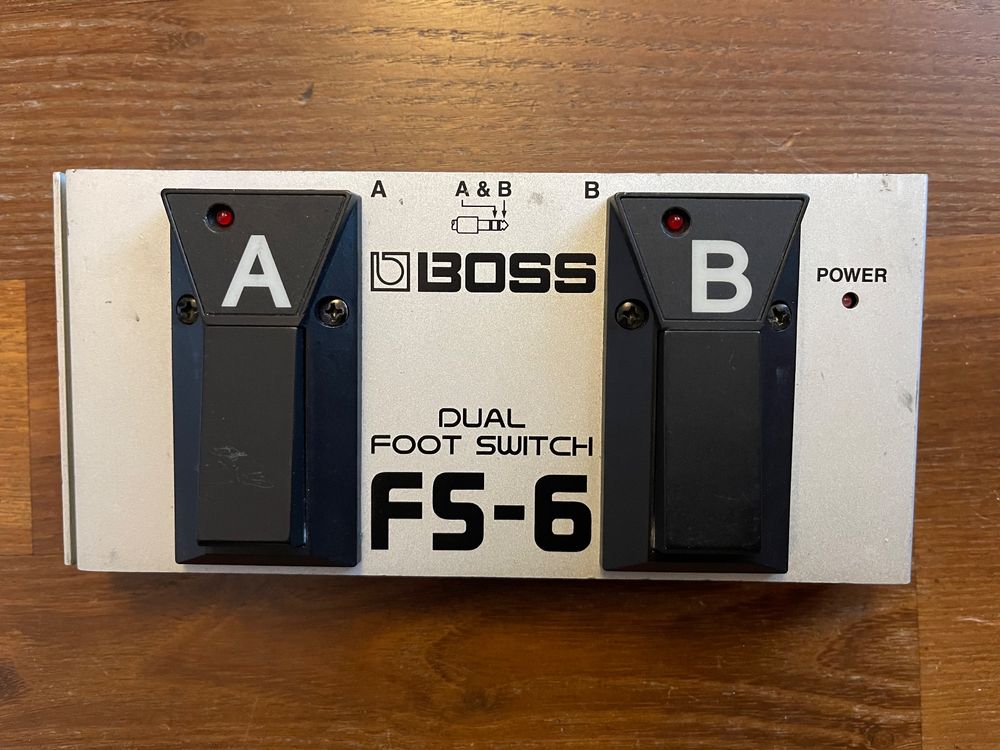 A
A & B
B
A
BOSS
B
POWER
DUAL
FOOT SWITCH
FS-6